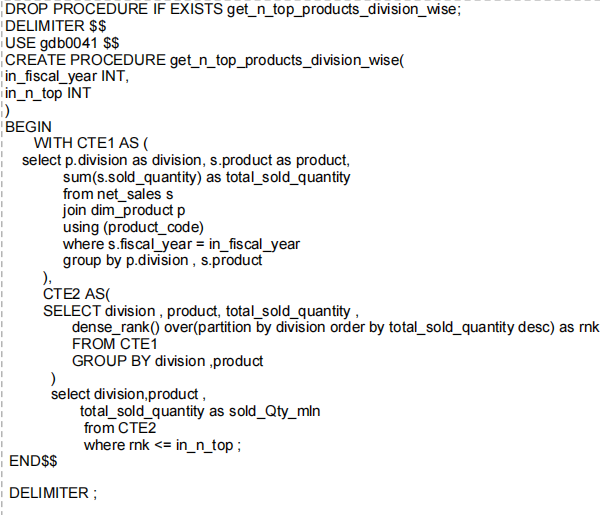 DROP PROCEDURE IF EXISTS get_n_top_products_division_wise;
DELIMITER $$
USE gdb0041 $$
CREATE PROCEDURE get_n_top_products_division_wise(
in_fiscal_year INT,
in_n_top INT
)
BEGIN
WITH CTE1 AS (
select p.division as division, s.product as product,
sum(s.sold_quantity) as total_sold_quantity
from net_sales s
join dim_product p
using (product_code)
where s.fiscal_year = in_fiscal_year
group by p.division , s.product
),
CTE2 AS(
SELECT division , product, total_sold_quantity ,
dense_rank() over(partition by division order by total_sold_quantity desc) as rnk
FROM CTE1
GROUP BY division ,product
)
select division,product ,
total_sold_quantity as sold_Qty_mln
from CTE2
where rnk <= in_n_top ;
END$$
DELIMITER ;